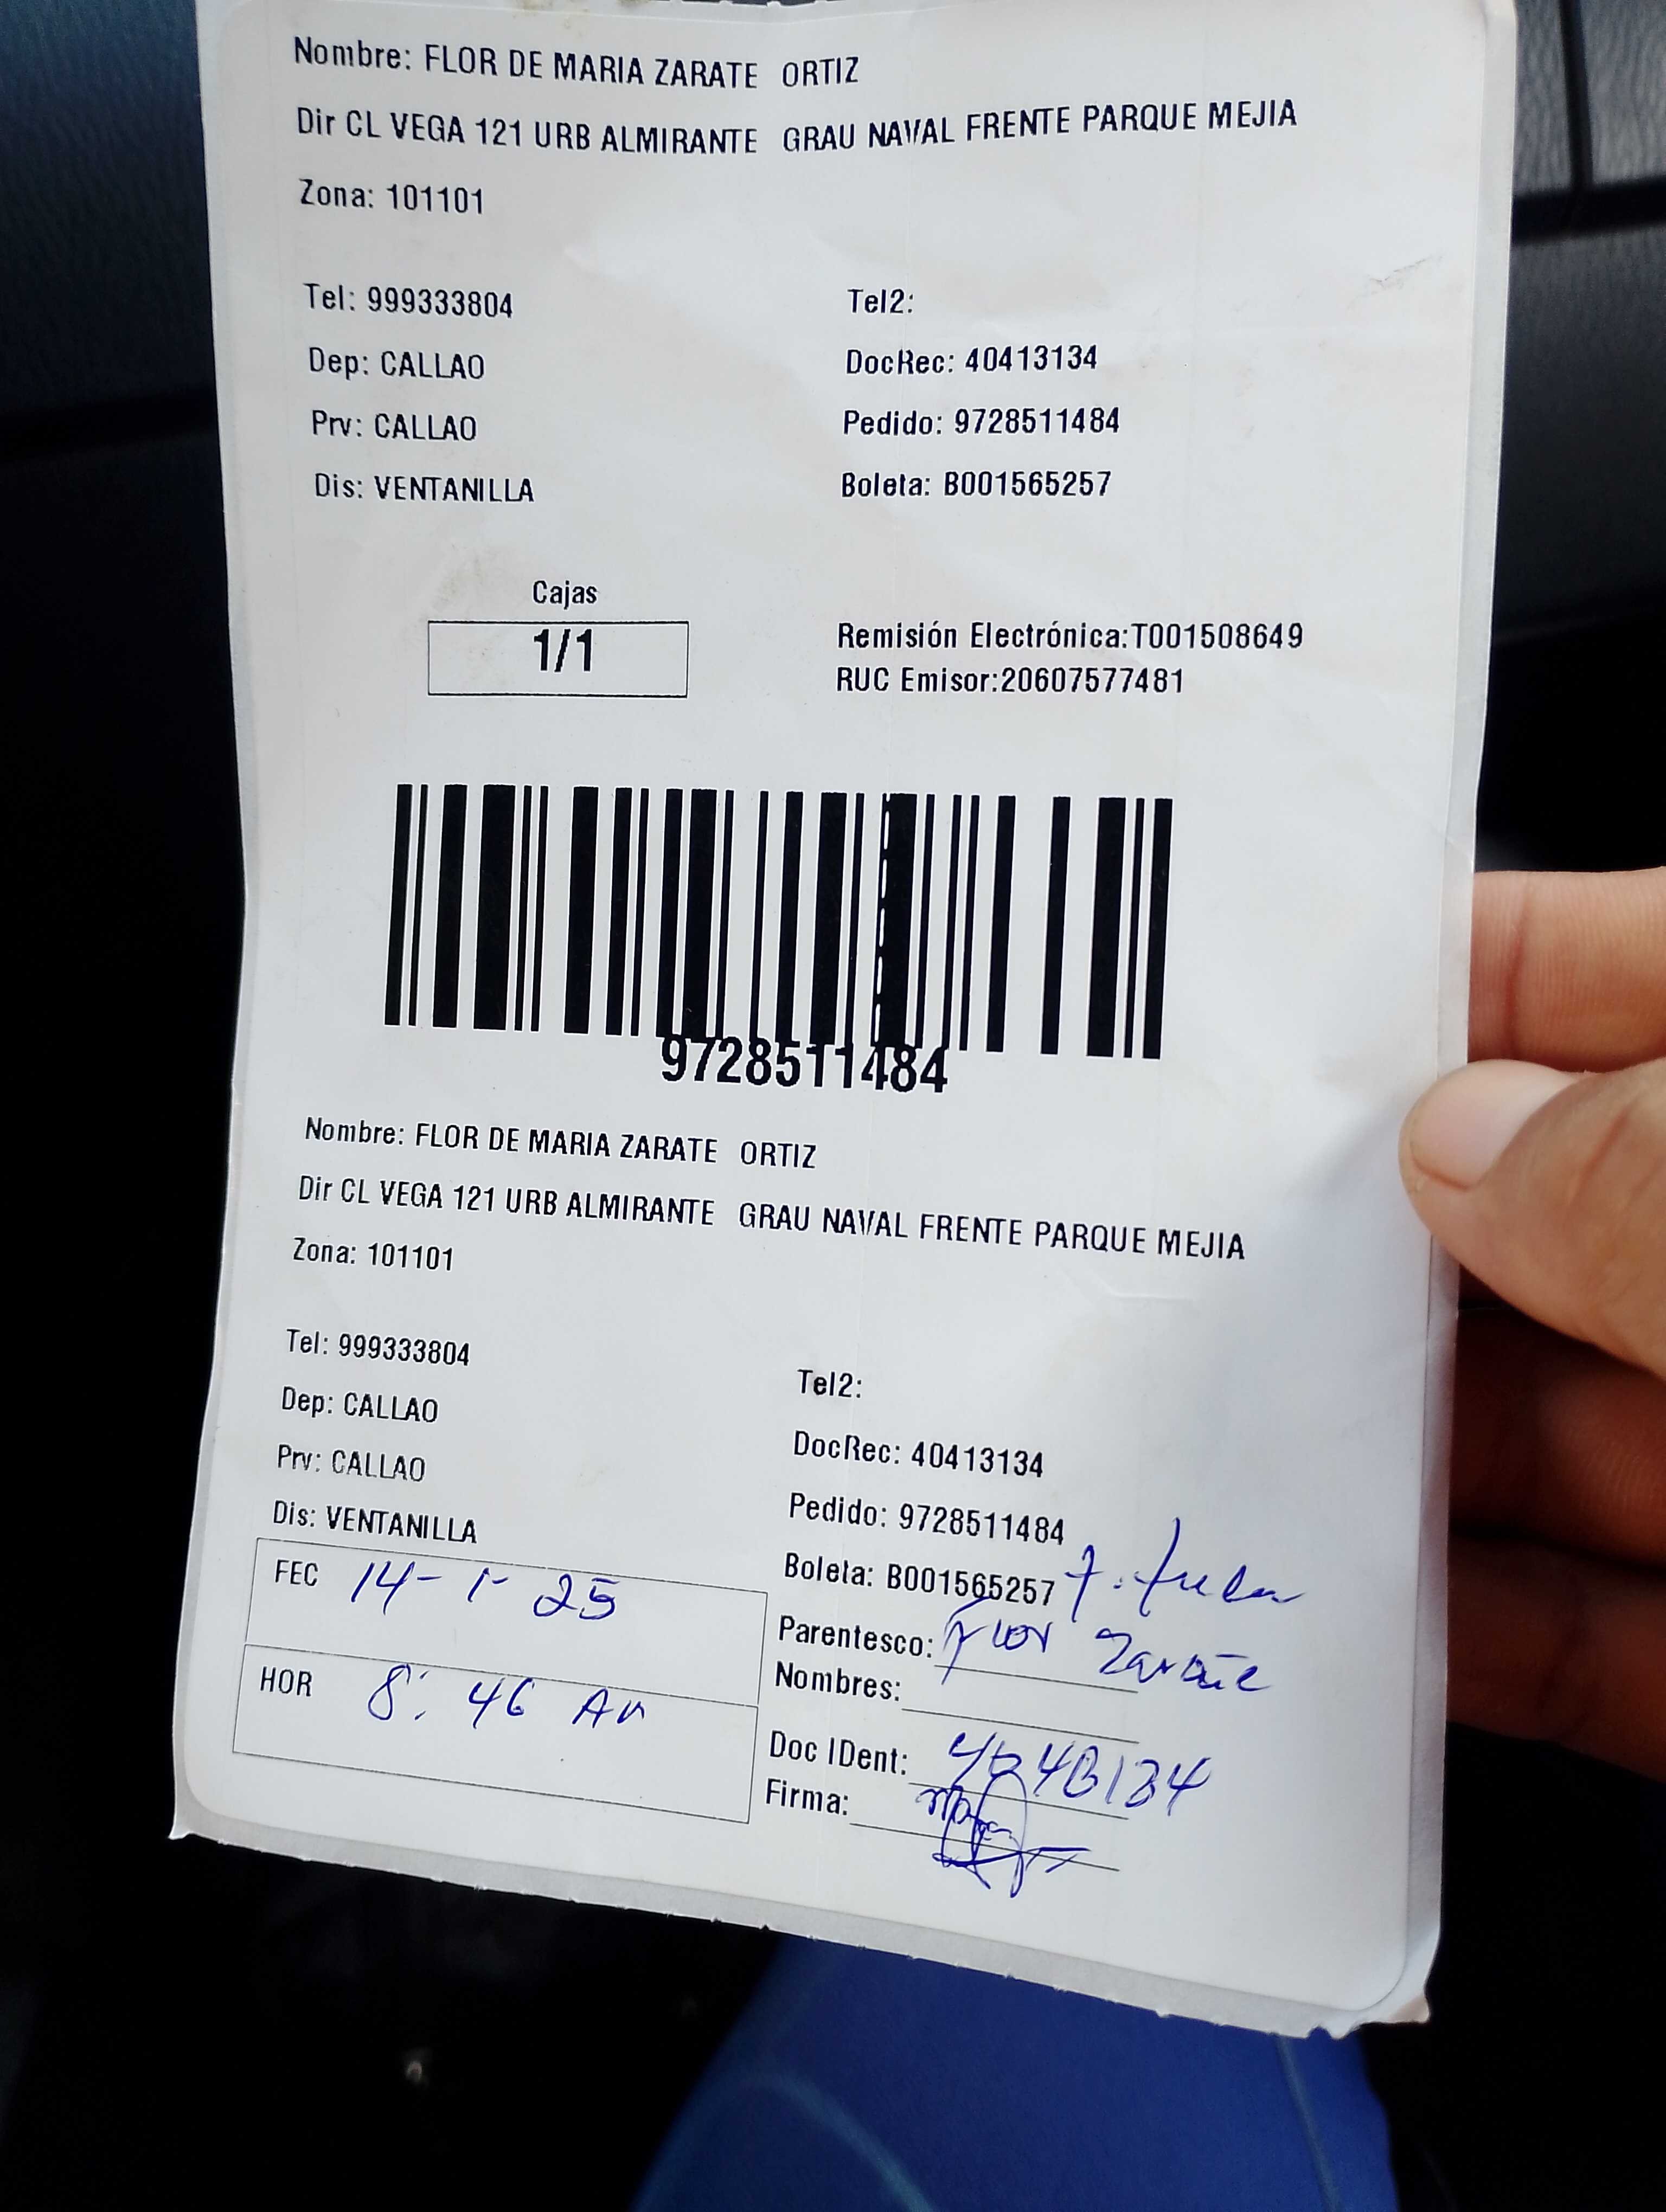 Nombre: FLOR DE MARIA ZARATE ORTIZ
Dir CL VEGA 121 URB ALMIRANTE GRAU NAVAL FRENTE PARQUE MEJIA
Zona: 101101
Tel: 999333804 Tel2:
Dep: CALLAO DocRec: 40413134
Prv: CALLAO Pedido: 9728511484
Dis: VENTANILLA Boleta: B001565257
Cajas
1/1
Remisión Electrónica:T001508649
RUC Emisor:20607577481
9728511484
Nombre: FLOR DE MARIA ZARATE ORTIZ
Dir CL VEGA 121 URB ALMIRANTE GRAU NAVAL FRENTE PARQUE MEJIA
Zona: 101101
Tel: 999333804 Tel2:
Dep: CALLAO DocRec: 40413134
Prv: CALLAO Pedido: 9728511484
Dis: VENTANILLA Boleta: B001565257
FEC 14-1-25
HOR 8:46 AM
Parentesco: Flor Zarate
Nombres:
Doc IDent: 40413134
Firma: